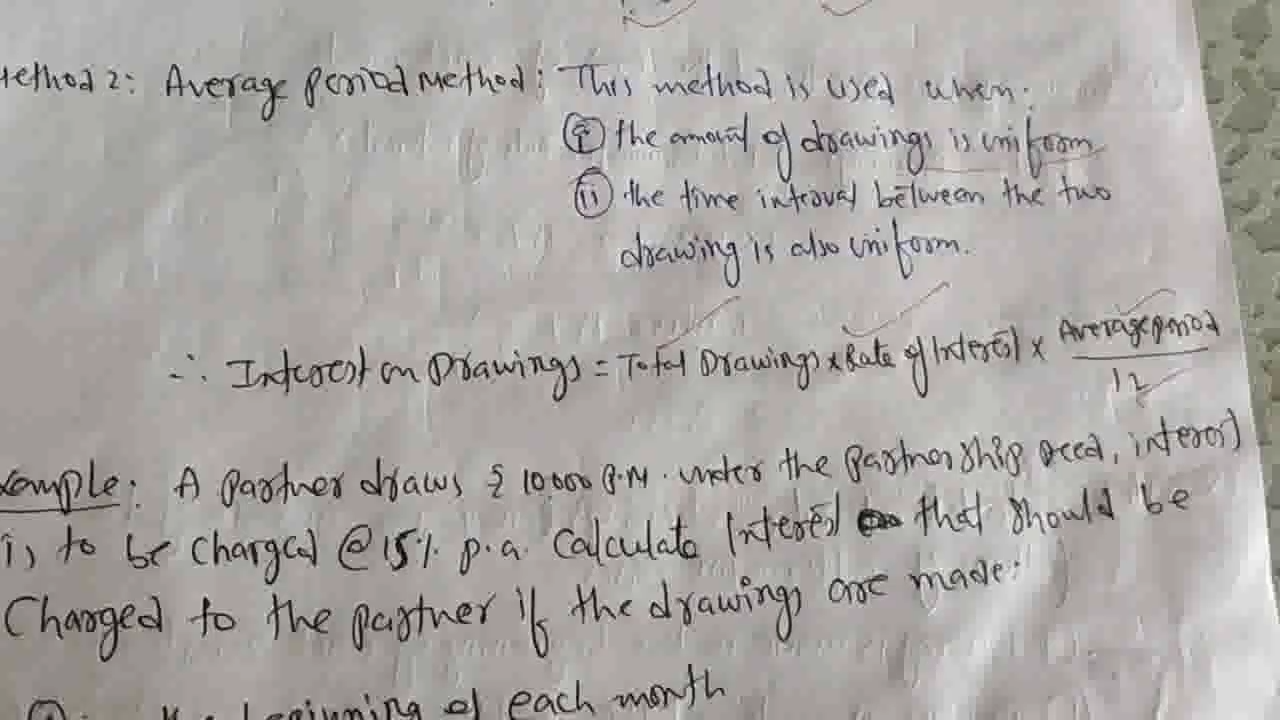 ethod 2: Average period Method: This method is used when:
(i) the amount of drawings is uniform
(ii) the time interval between the two
drawing is also uniform.
∴ Interest on Drawings = Total Drawings × Rate of Interest × Average period / 12
xample: A partner draws ₹ 10000 P.M. under the partnership deed, interest
is to be charged @ 15% p.a. Calculate Interest that should be
Charged to the partner if the drawings are made:
beginning of each month